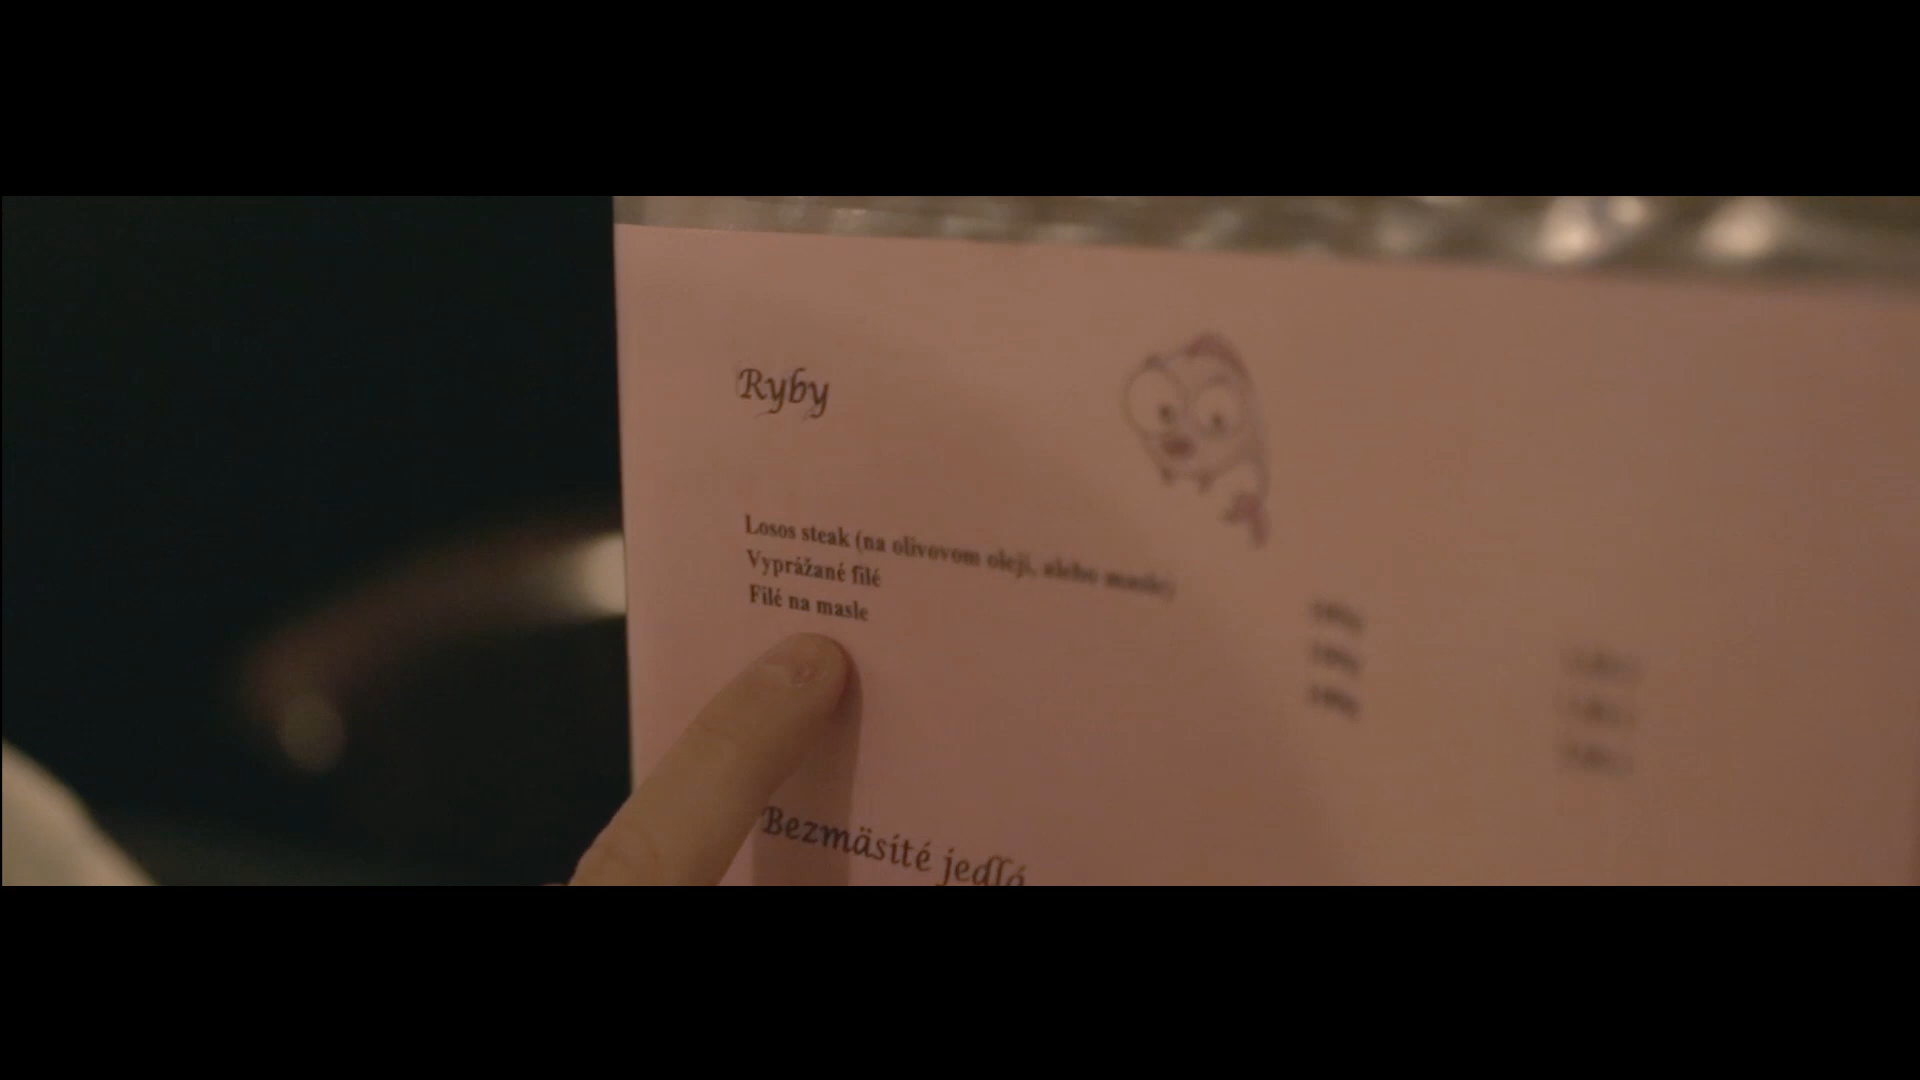 Ryby
Losos steak (na olivovom oleji, alebo masle)
Vyprážané filé
Filé na masle
Bezmäsité jedlá